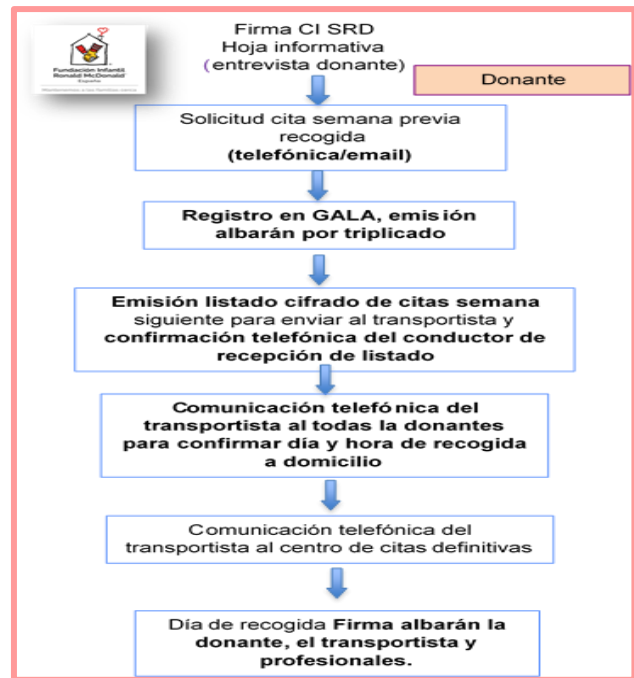 Fundación Infantil
Ronald McDonald
España
Firma CI SRD
Hoja informativa
(entrevista donante)
Donante
Solicitud cita semana previa
recogida
(telefónica/email)
Registro en GALA, emisión
albarán por triplicado
Emisión listado cifrado de citas semana
siguiente para enviar al transportista y
confirmación telefónica del conductor de
recepción de listado
Comunicación telefónica del
transportista al todas la donantes
para confirmar día y hora de recogida
a domicilio
Comunicación telefónica del
transportista al centro de citas definitivas
Día de recogida Firma albarán la
donante, el transportista y
profesionales.